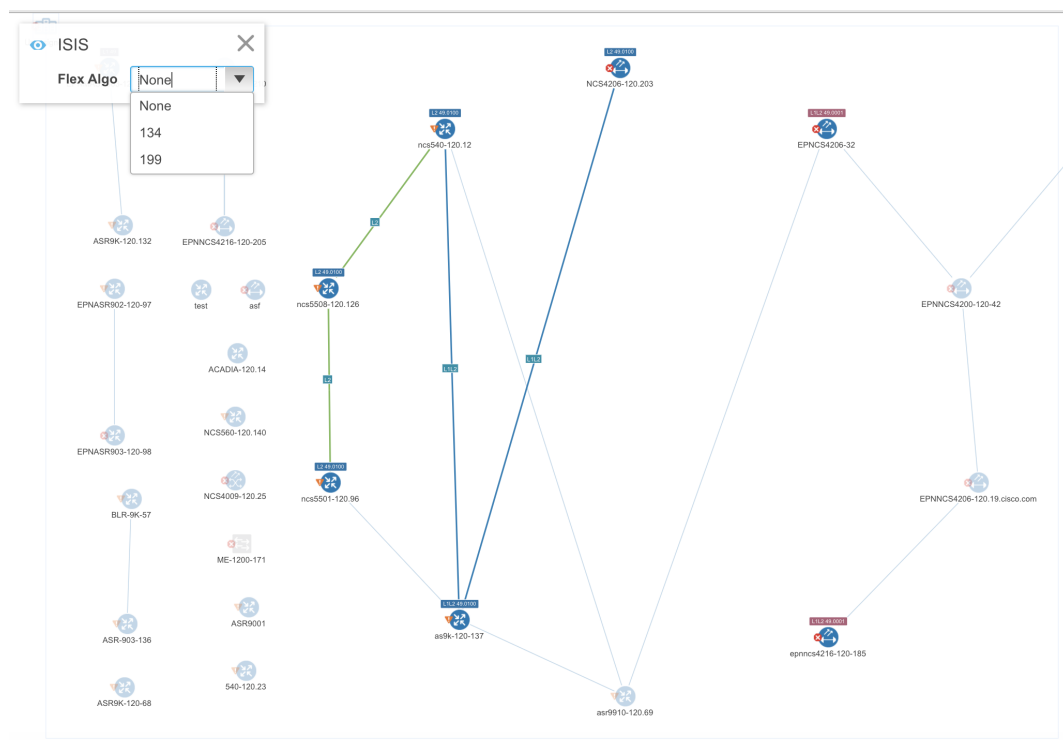 ISIS
Flex Algo
None
None
134
199
L2 49.0100
NCS4206-120.203
L2 49.0100
ncs540-120.12
L1L2 49.0001
EPNCS4206-32
L2
ASR9K-120.132
EPNNCS4216-120-205
L2 49.0100
ncs5508-120.126
EPNASR902-120-97
test
asf
EPNNCS4200-120-42
L1L2
L1L2
ACADIA-120.14
L2
NCS560-120.140
EPNASR903-120-98
L2 49.0100
ncs5501-120.96
NCS4009-120.25
EPNNCS4206-120.19.cisco.com
BLR-9K-57
ME-1200-171
L1L2 49.0100
as9k-120-137
ASR9001
ASR-903-136
L1L2 49.0001
epnncs4216-120-185
540-120.23
ASR9K-120-68
asr9910-120.69